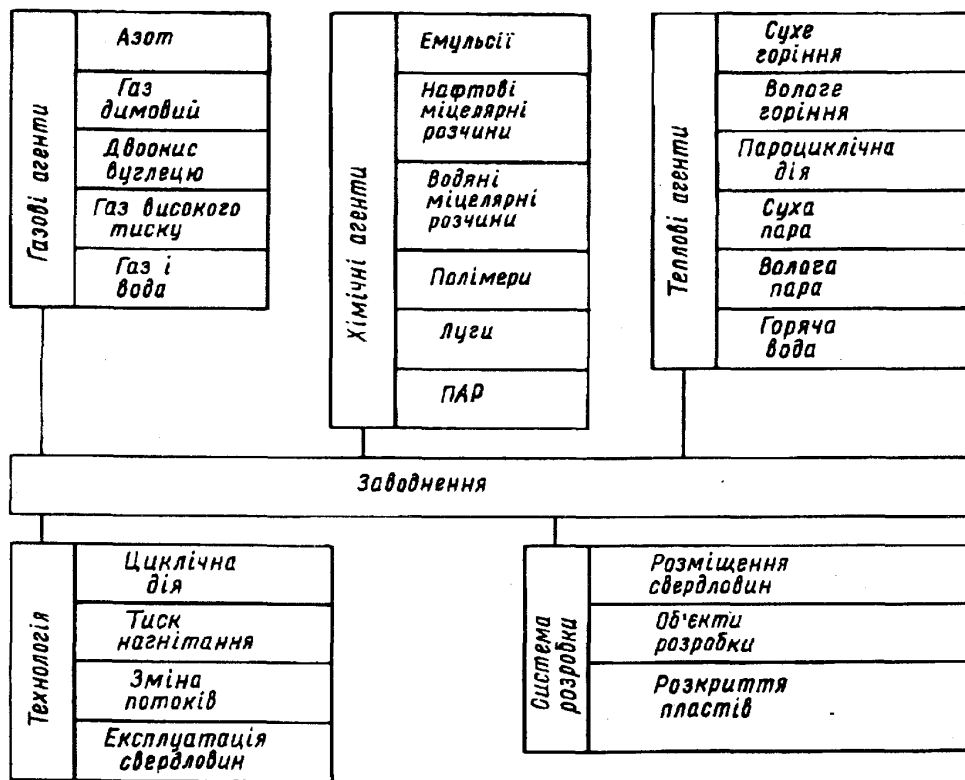 Газові агенти
Азот
Газ
димовий
Двоокис
вуглецю
Газ високого
тиску
Газ і
вода
Хімічні агенти
Емульсії
Нафтові
міцелярні
розчини
Водяні
міцелярні
розчини
Полімери
Луги
ПАР
Теплові агенти
Сухе
горіння
Вологе
горіння
Пароциклічна
дія
Суха
пара
Волога
пара
Горяча
вода
Заводнення
Технологія
Циклічна
дія
Тиск
нагнітання
Зміна
потоків
Експлуатація
свердловин
Система
розробки
Розміщення
свердловин
Об'єкти
розробки
Розкриття
пластів